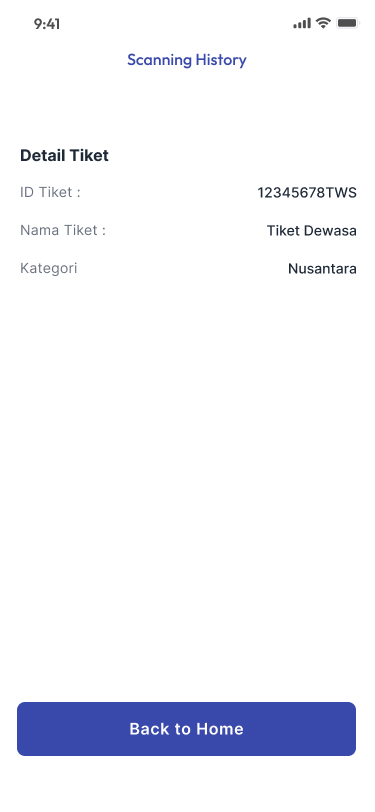 9:41
Scanning History
Detail Tiket
ID Tiket : 12345678TWS
Nama Tiket : Tiket Dewasa
Kategori Nusantara
Back to Home